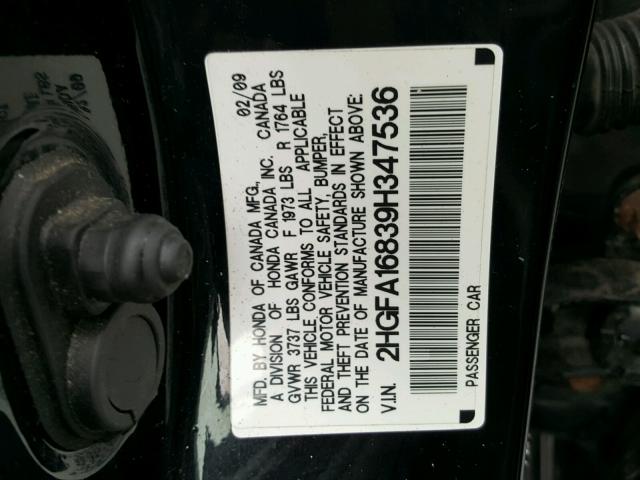 MFD. BY HONDA OF CANADA MFG., 02/09
A DIVISION OF HONDA CANADA INC. CANADA
GVWR 3737 LBS GAWR F 1973 LBS R 1764 LBS
THIS VEHICLE CONFORMS TO ALL APPLICABLE
FEDERAL MOTOR VEHICLE SAFETY, BUMPER,
AND THEFT PREVENTION STANDARDS IN EFFECT
ON THE DATE OF MANUFACTURE SHOWN ABOVE.
V.I.N. 2HGFA16839H347536
PASSENGER CAR